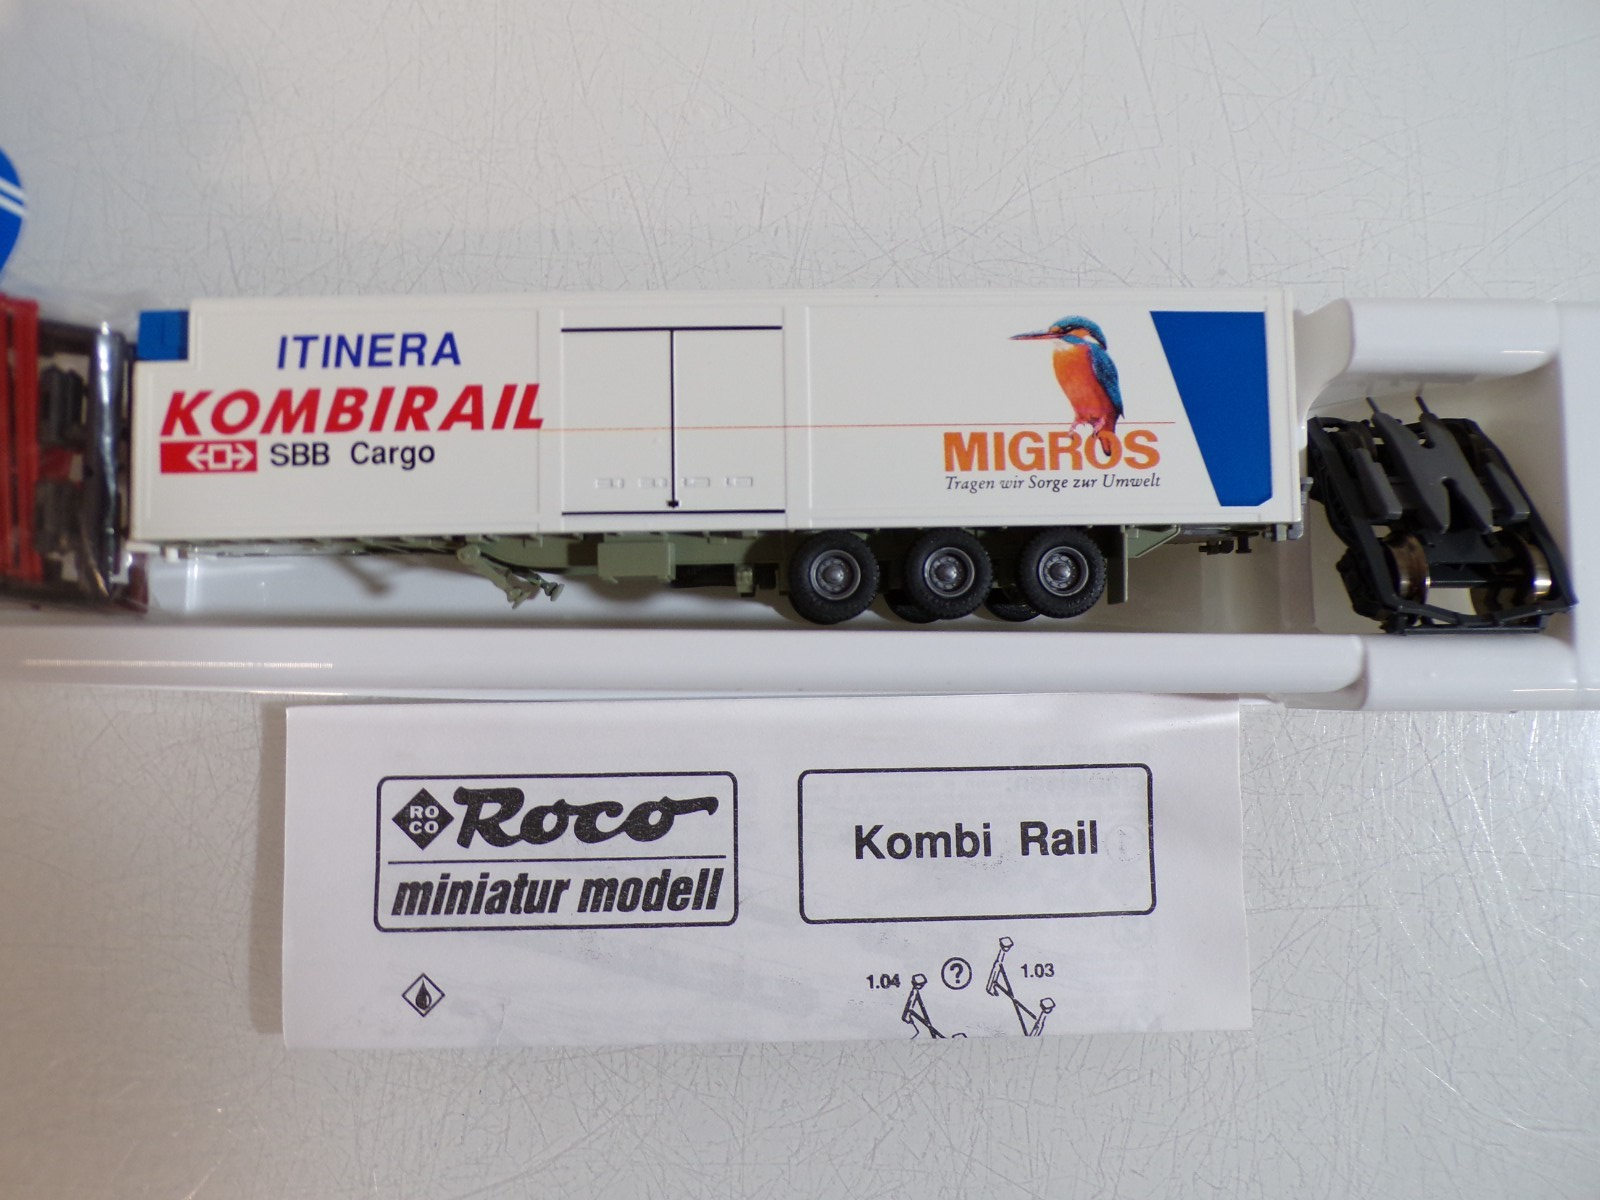 ITINERA
KOMBIRAIL
SBB Cargo
MIGROS
Tragen wir Sorge zur Umwelt
RO
CO
Roco
miniatur modell
Kombi Rail
1.04 ? 1.03